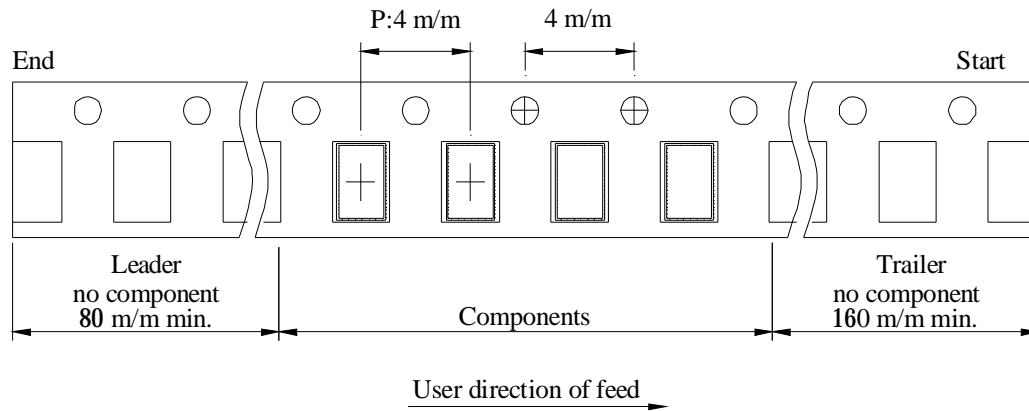 P:4 m/m
4 m/m
End
Start
Leader
no component
80 m/m min.
Components
Trailer
no component
160 m/m min.
User direction of feed